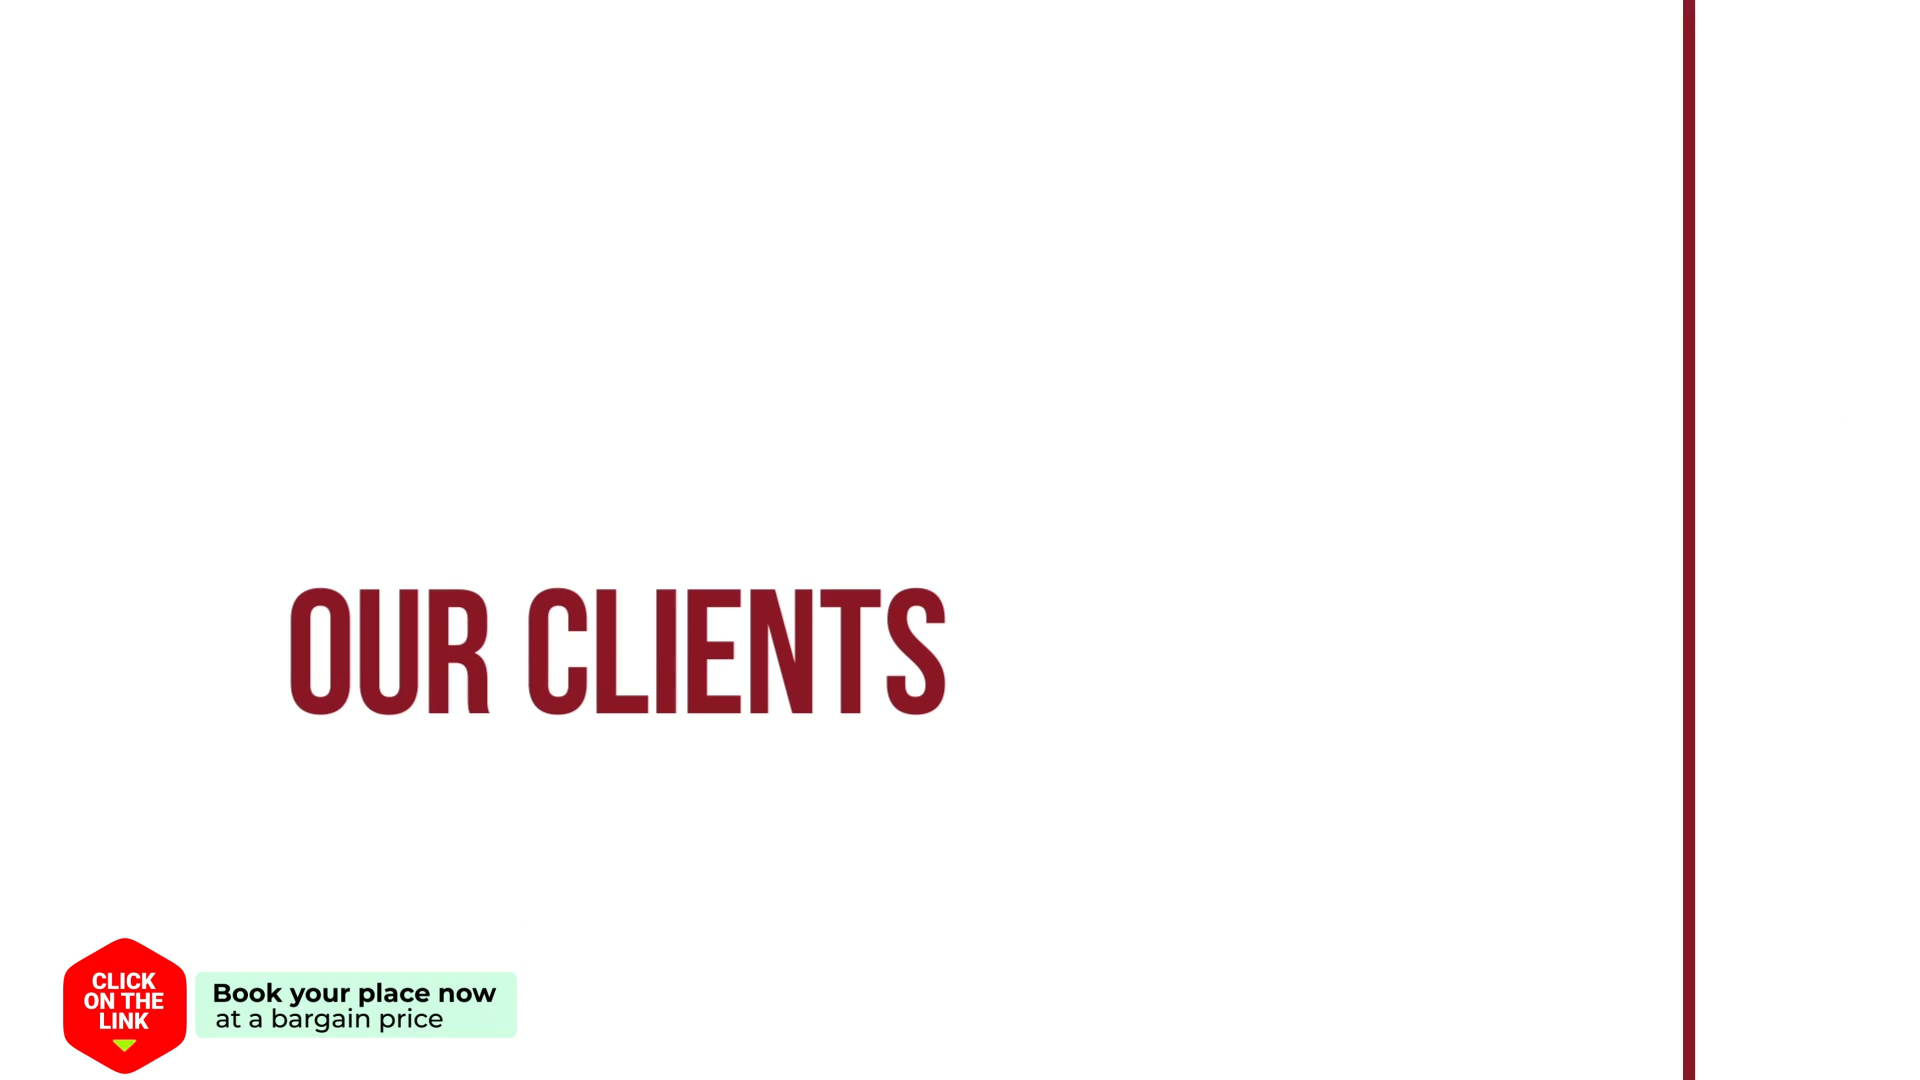 OUR CLIENTS
CLICK
ON THE
LINK
Book your place now
at a bargain price